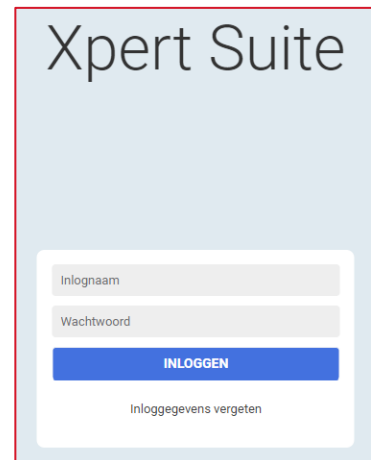 Xpert Suite
Inlognaam
Wachtwoord
INLOGGEN
Inloggegevens vergeten